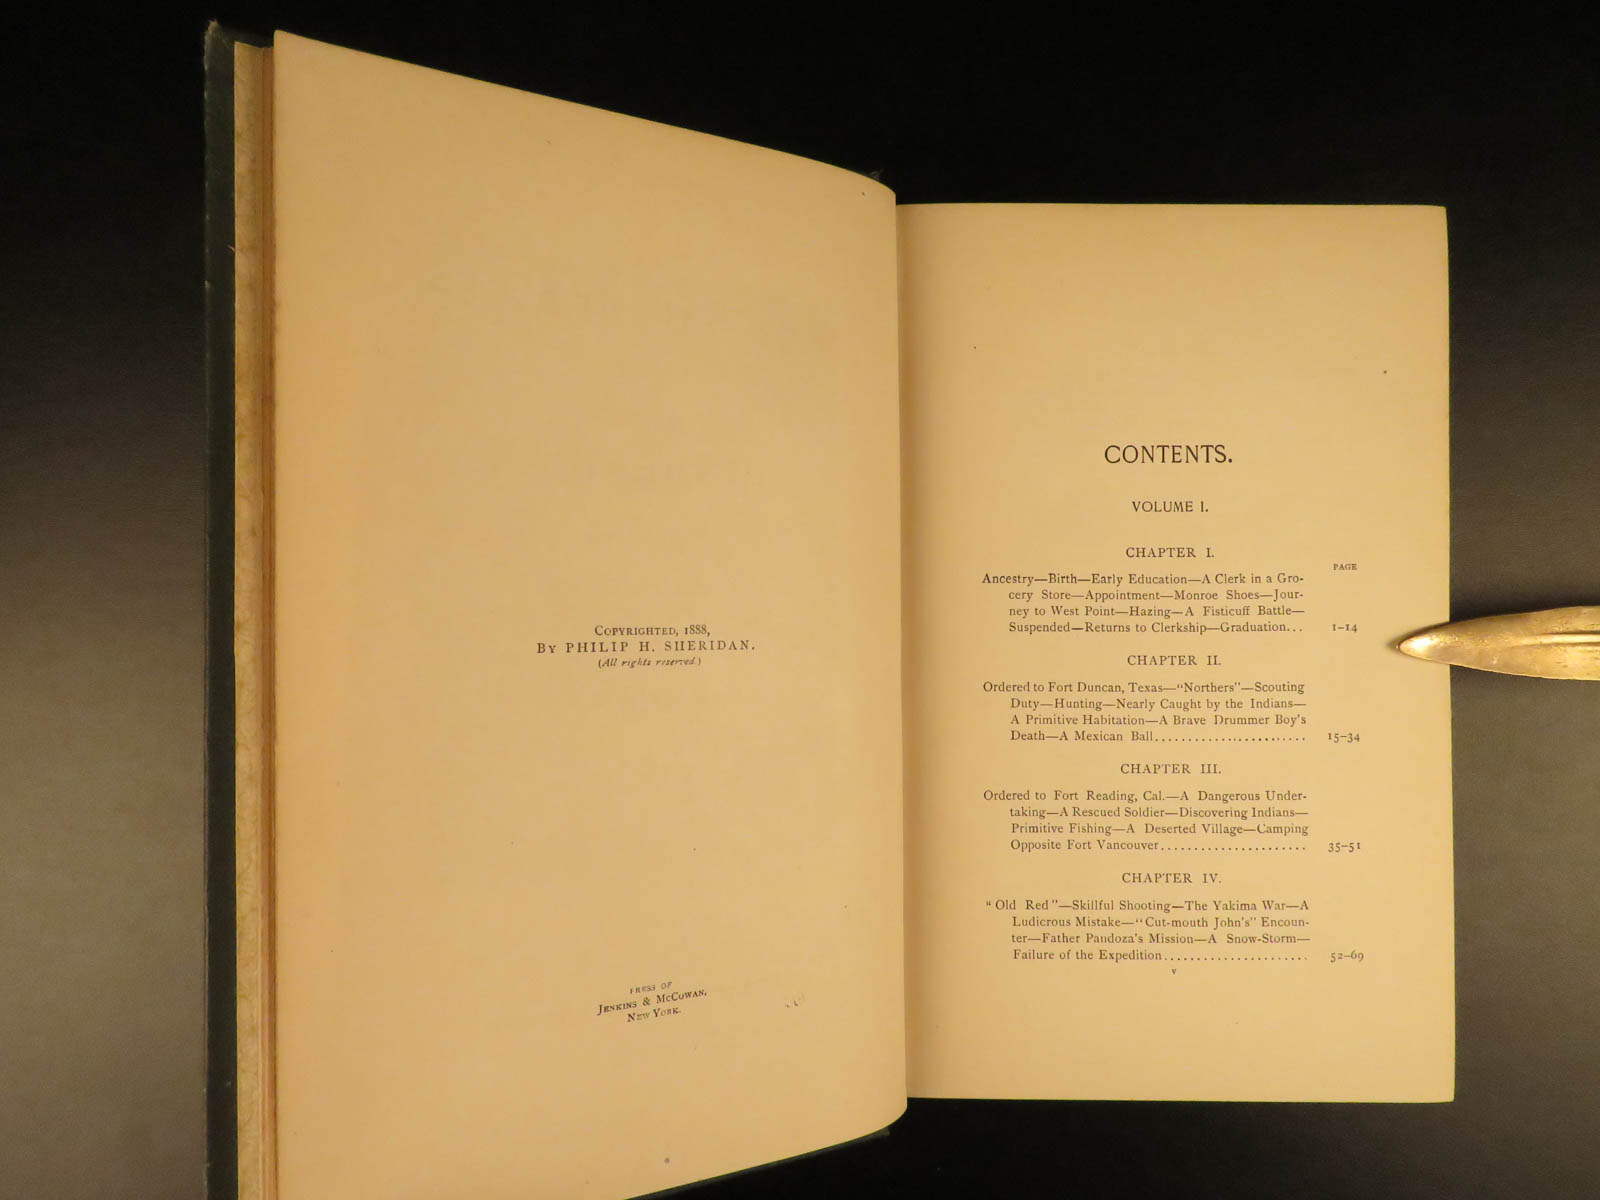 COPYRIGHTED, 1888,
BY PHILIP H. SHERIDAN.
(All rights reserved.)
PRESS OF
JENKINS & MCCOWAN,
NEW YORK.
CONTENTS.
VOLUME I.
CHAPTER I.
PAGE
Ancestry—Birth—Early Education—A Clerk in a Gro-
cery Store—Appointment—Monroe Shoes—Jour-
ney to West Point—Hazing—A Fisticuff Battle—
Suspended—Returns to Clerkship—Graduation... 1-14
CHAPTER II.
Ordered to Fort Duncan, Texas—"Northers"—Scouting
Duty—Hunting—Nearly Caught by the Indians—
A Primitive Habitation—A Brave Drummer Boy's
Death—A Mexican Ball........................ 15-34
CHAPTER III.
Ordered to Fort Reading, Cal.—A Dangerous Under-
taking—A Rescued Soldier—Discovering Indians—
Primitive Fishing—A Deserted Village—Camping
Opposite Fort Vancouver...................... 35-51
CHAPTER IV.
"Old Red"—Skillful Shooting—The Yakima War—A
Ludicrous Mistake—"Cut-mouth John's" Encoun-
ter—Father Pandoza's Mission—A Snow-Storm—
Failure of the Expedition...................... 52-69
v